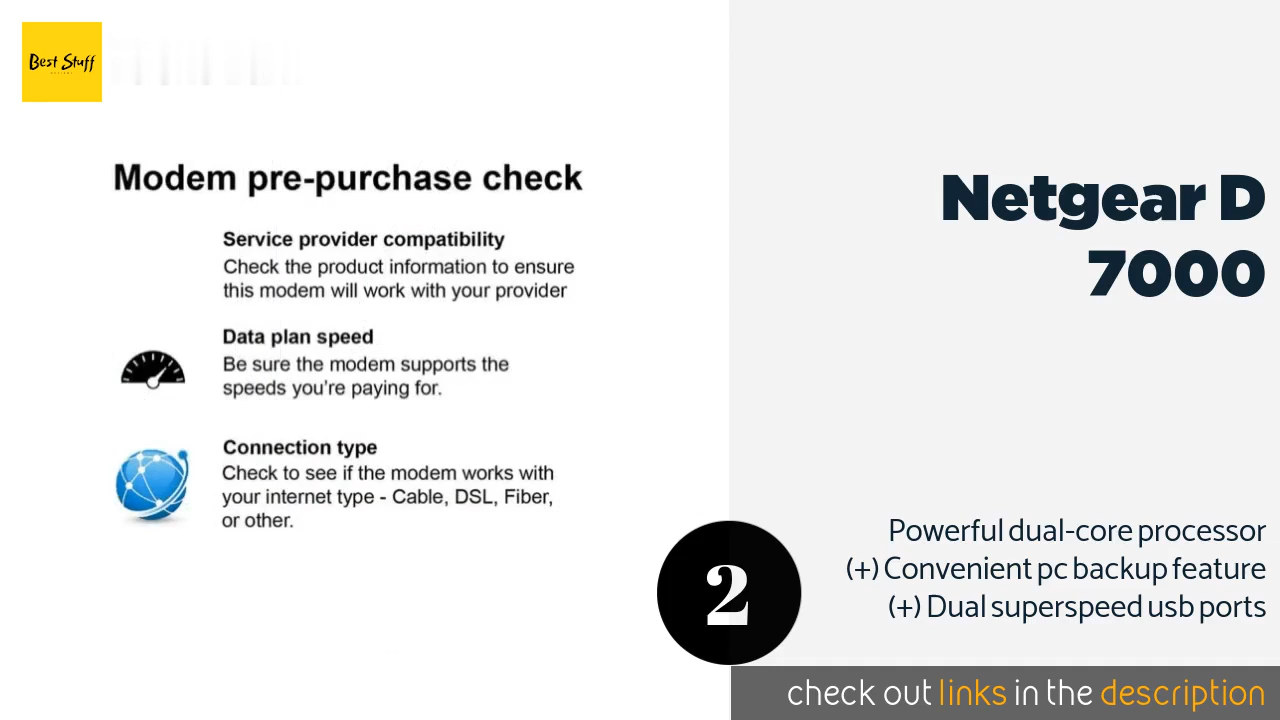 Best Stuff
Modem pre-purchase check
Service provider compatibility
Check the product information to ensure
this modem will work with your provider
Data plan speed
Be sure the modem supports the
speeds you're paying for.
Connection type
Check to see if the modem works with
your internet type - Cable, DSL, Fiber,
or other.
Netgear D
7000
2
Powerful dual-core processor
(+) Convenient pc backup feature
(+) Dual superspeed usb ports
check out links in the description